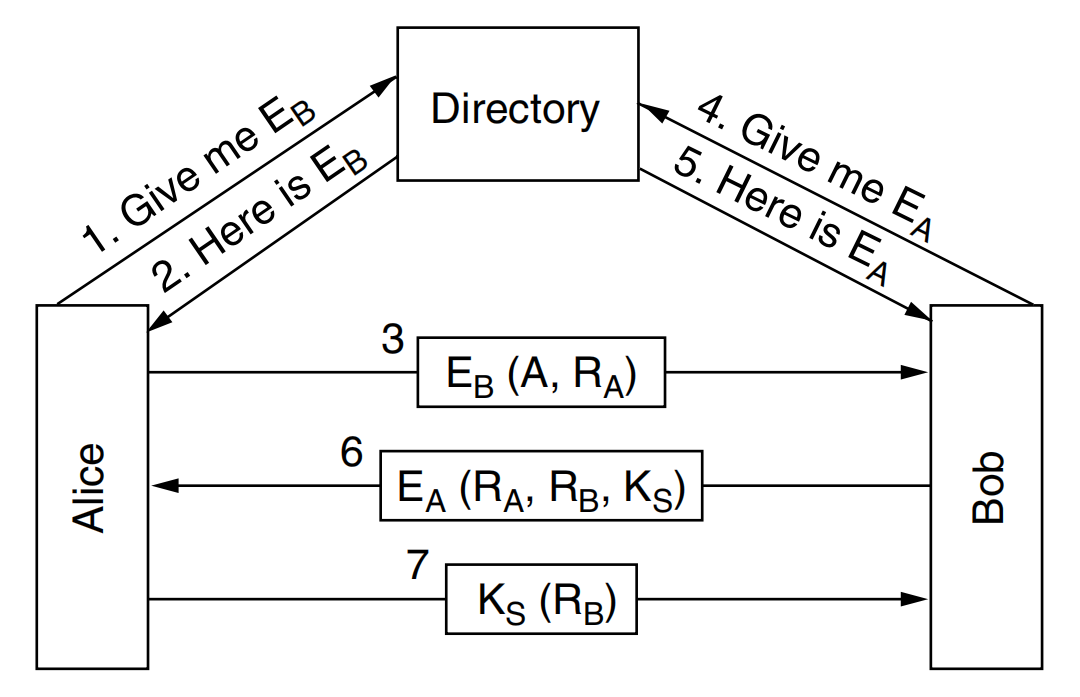 Directory
1. Give me E_B
2. Here is E_B
4. Give me E_A
5. Here is E_A
3
E_B (A, R_A)
6
E_A (R_A, R_B, K_S)
7
K_S (R_B)
Alice
Bob